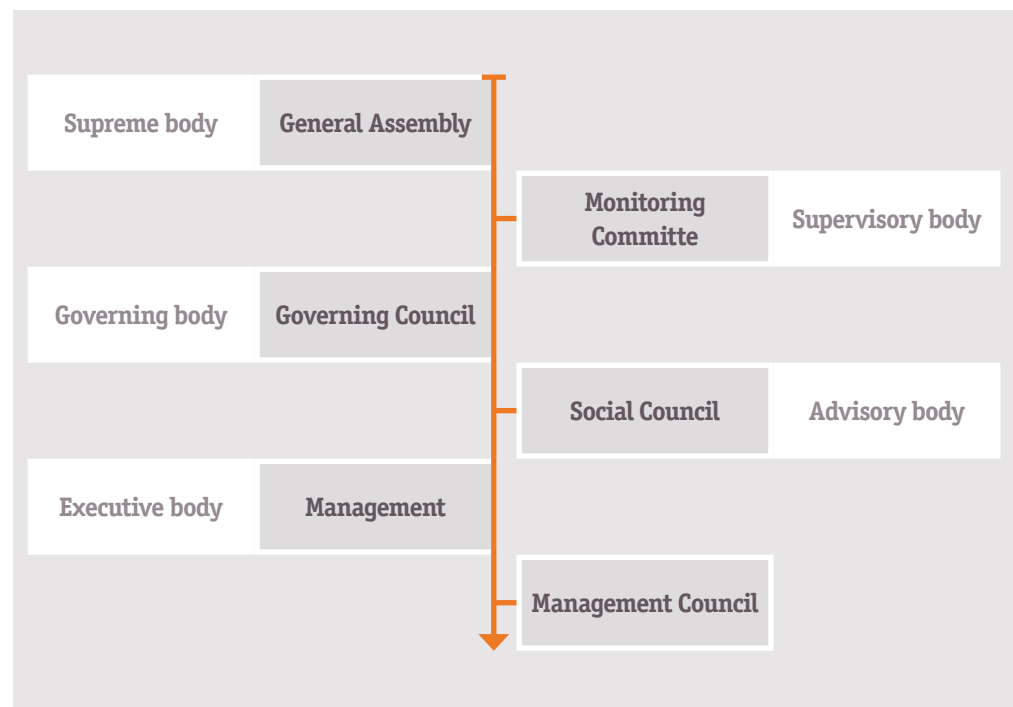 Supreme body
General Assembly
Monitoring
Committe
Supervisory body
Governing body
Governing Council
Social Council
Advisory body
Executive body
Management
Management Council